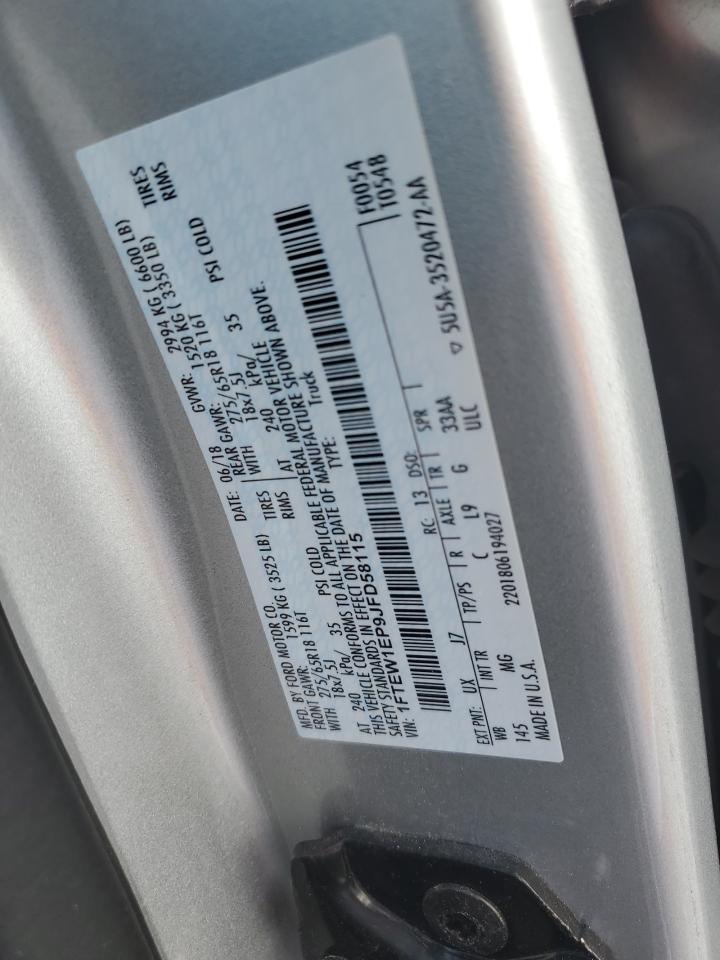 MFD. BY FORD MOTOR CO. DATE: 06/18 GVWR: 2994 KG ( 6600 LB)
FRONT GAWR: 1599 KG ( 3525 LB) REAR GAWR: 1520 KG ( 3350 LB)
275/65R18 116T TIRES WITH 275/65R18 116T TIRES
WITH 18x7.5J RIMS 18x7.5J RIMS
AT 240 kPa/ 35 PSI COLD AT 240 kPa/ 35 PSI COLD
THIS VEHICLE CONFORMS TO ALL APPLICABLE FEDERAL MOTOR VEHICLE
SAFETY STANDARDS IN EFFECT ON THE DATE OF MANUFACTURE SHOWN ABOVE.
VIN: 1FTEW1EP9JFD58115 TYPE: Truck
F0054
T0548
EXT PNT: UX J7 RC: 13 DSO:
WB INT TR TP/PS R AXLE TR SPR
145 MG C L9 G 33AA
MADE IN U.S.A. 2201806194027 ULC
▽ 5U5A-3520472-AA